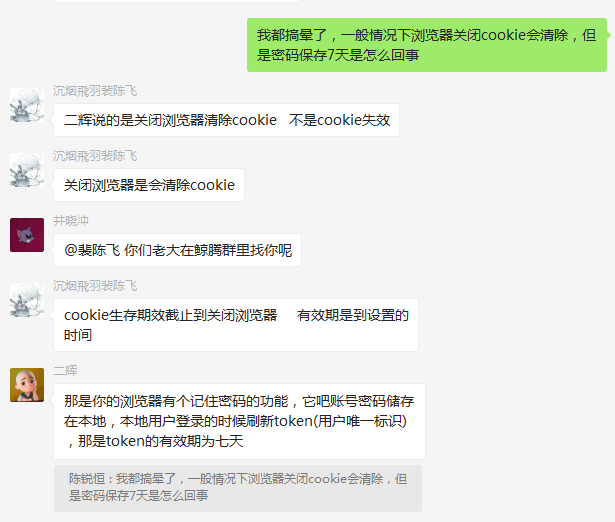 我都搞晕了，一般情况下浏览器关闭cookie会清除，但
是密码保存7天是怎么回事
沉烟飛羽裴陈飞
二辉说的是关闭浏览器清除cookie   不是cookie失效
沉烟飛羽裴陈飞
关闭浏览器是会清除cookie
井晓冲
@裴陈飞 你们老大在鲸腾群里找你呢
沉烟飛羽裴陈飞
cookie生存期效截止到关闭浏览器     有效期是到设置的
时间
二辉
那是你的浏览器有个记住密码的功能，它吧账号密码储存
在本地，本地用户登录的时候刷新token(用户唯一标识)
，那是token的有效期为七天
陈锐恒：我都搞晕了，一般情况下浏览器关闭cookie会清除，但
是密码保存7天是怎么回事